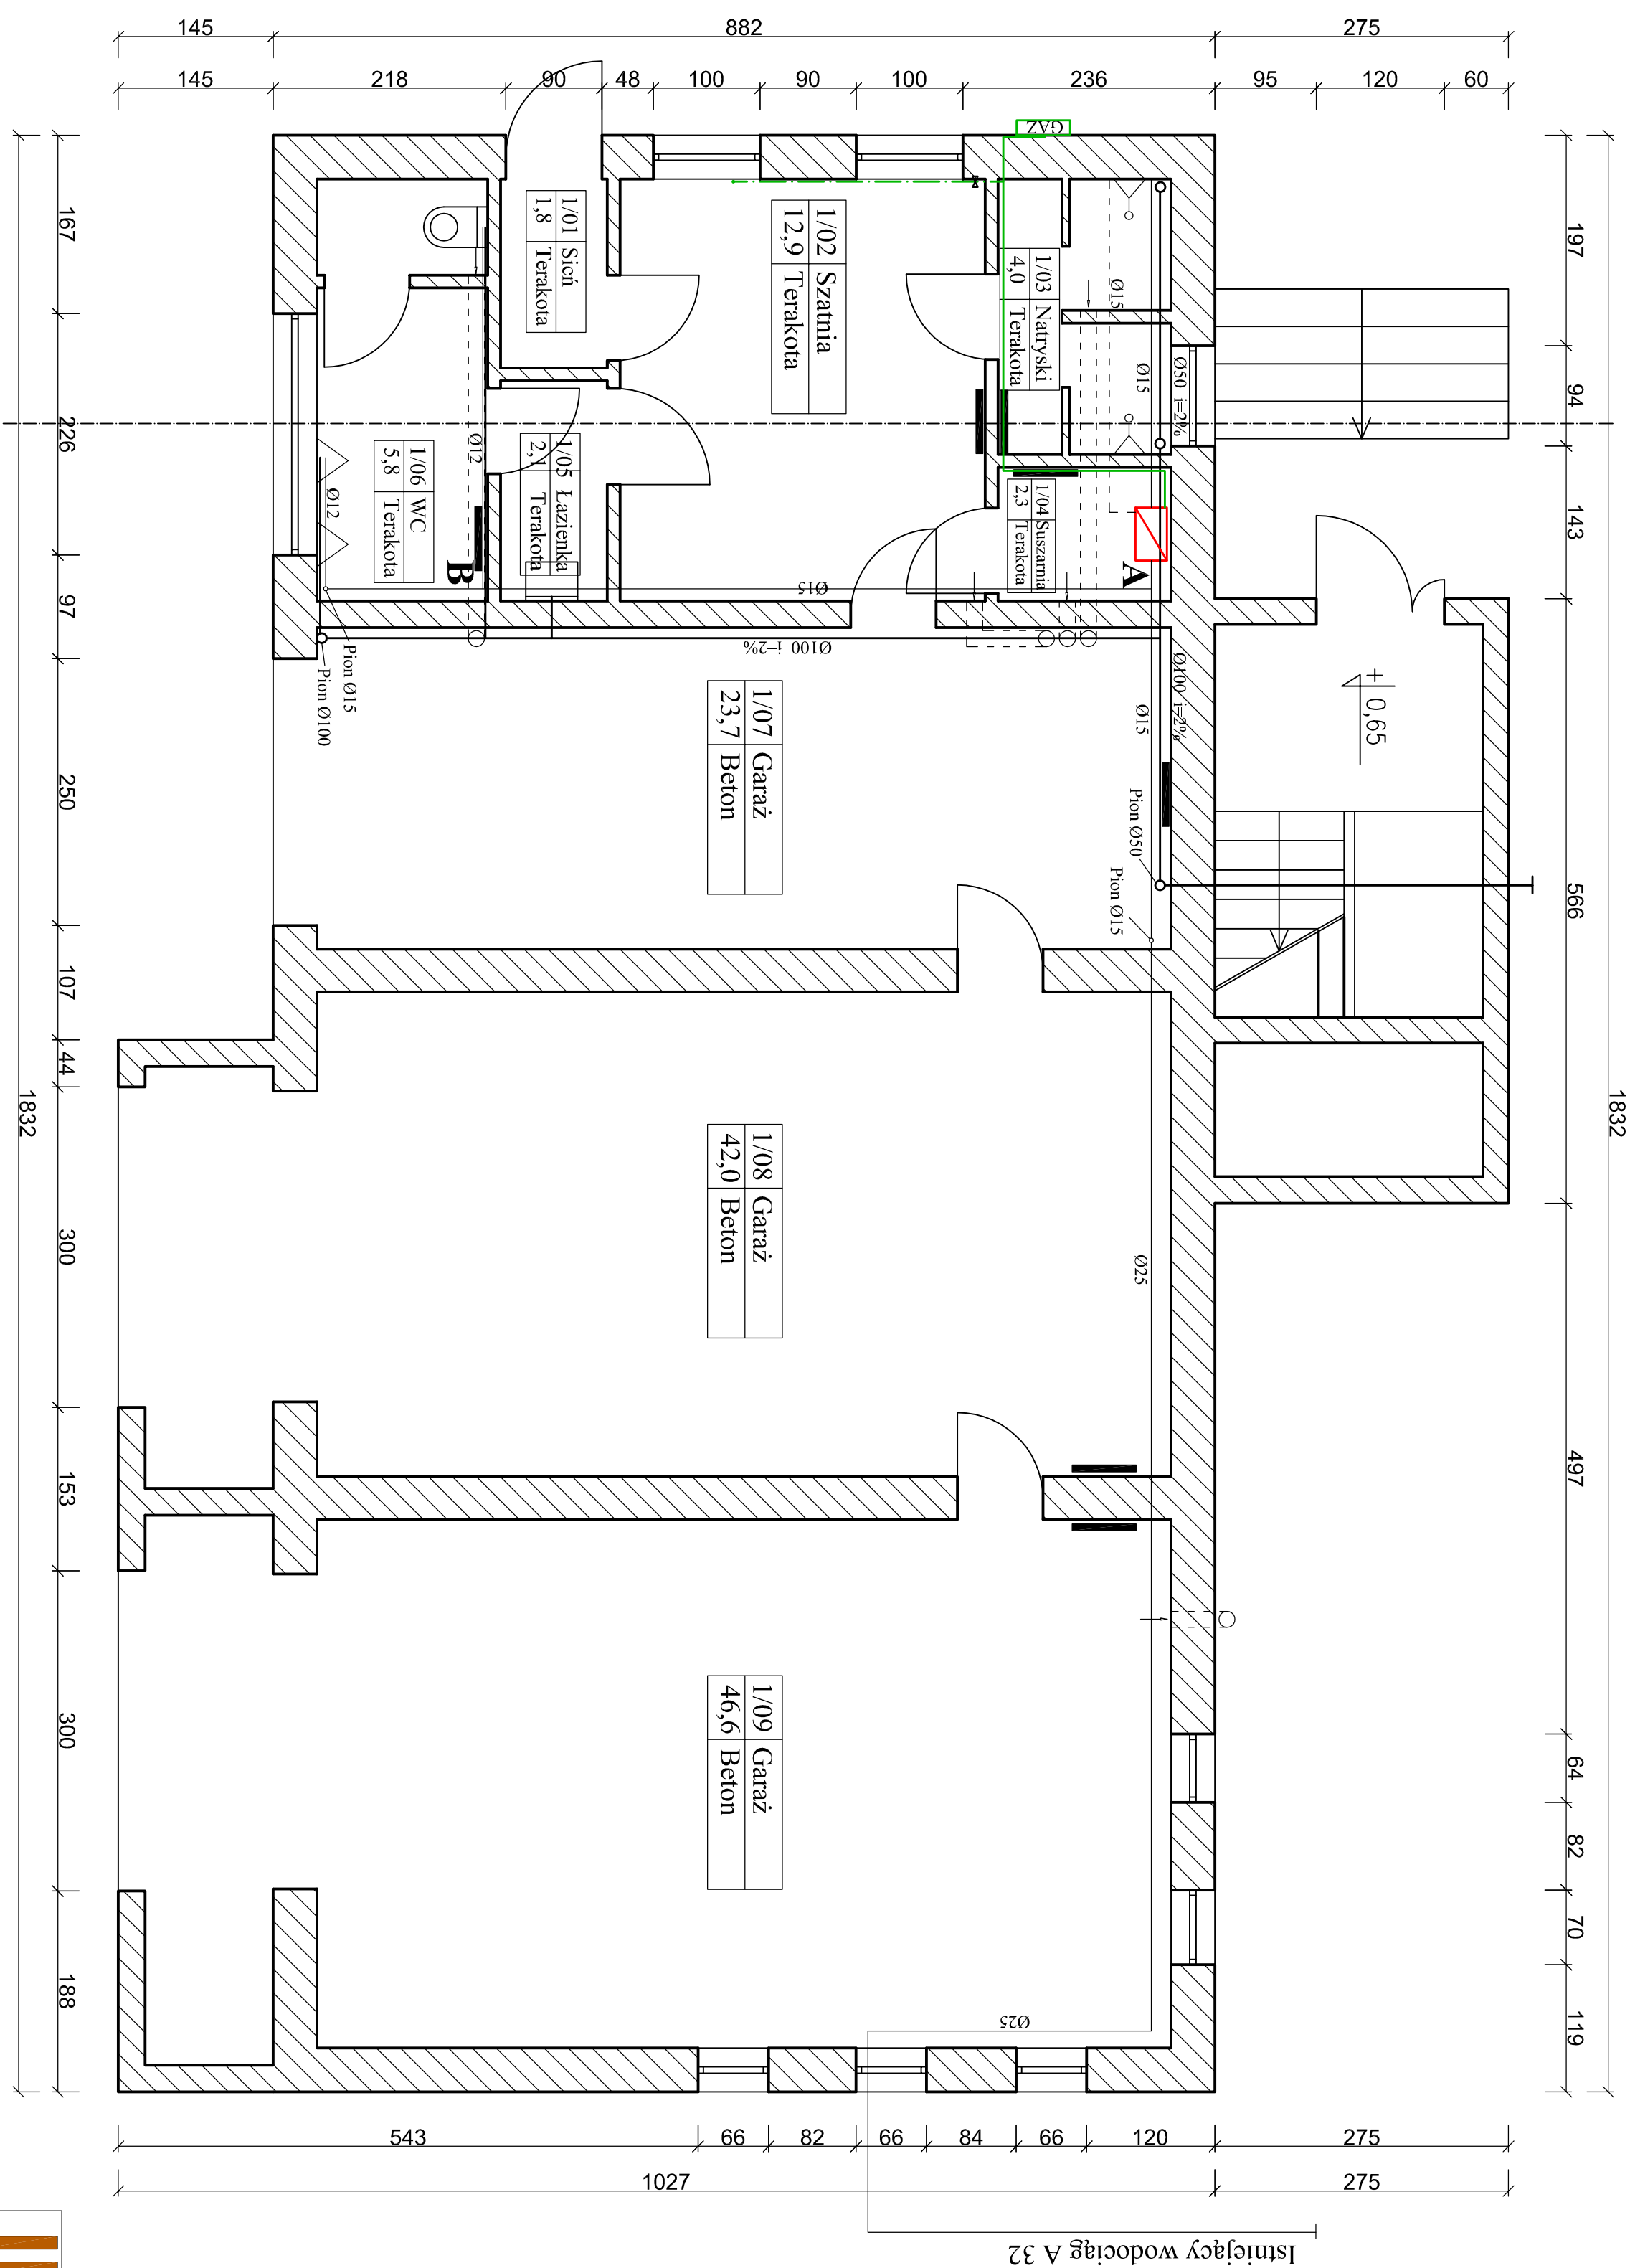 145
882
275
145
218
90
48
100
90
100
236
95
120
60
GAZ
167
226
97
250
107
44
300
153
300
188
1832
197
94
143
566
497
64
82
70
119
1832
1/01 Sień
1,8 Terakota
1/02 Szatnia
12,9 Terakota
1/03 Natryski
4,0 Terakota
1/04 Suszarnia
2,3 Terakota
1/05 Łazienka
2,1 Terakota
1/06 WC
5,8 Terakota
Ø15
Ø15
Ø50 i=2%
Ø12
Ø12
A
B
Ø15
Ø100 i=2%
Ø100 i=2%
Ø15
Pion Ø15
Pion Ø100
Pion Ø50
Pion Ø15
+ 0,65
1/07 Garaż
23,7 Beton
1/08 Garaż
42,0 Beton
Ø25
1/09 Garaż
46,6 Beton
Ø25
543
66
82
66
84
66
120
275
1027
275
Istniejący wodociąg A 32